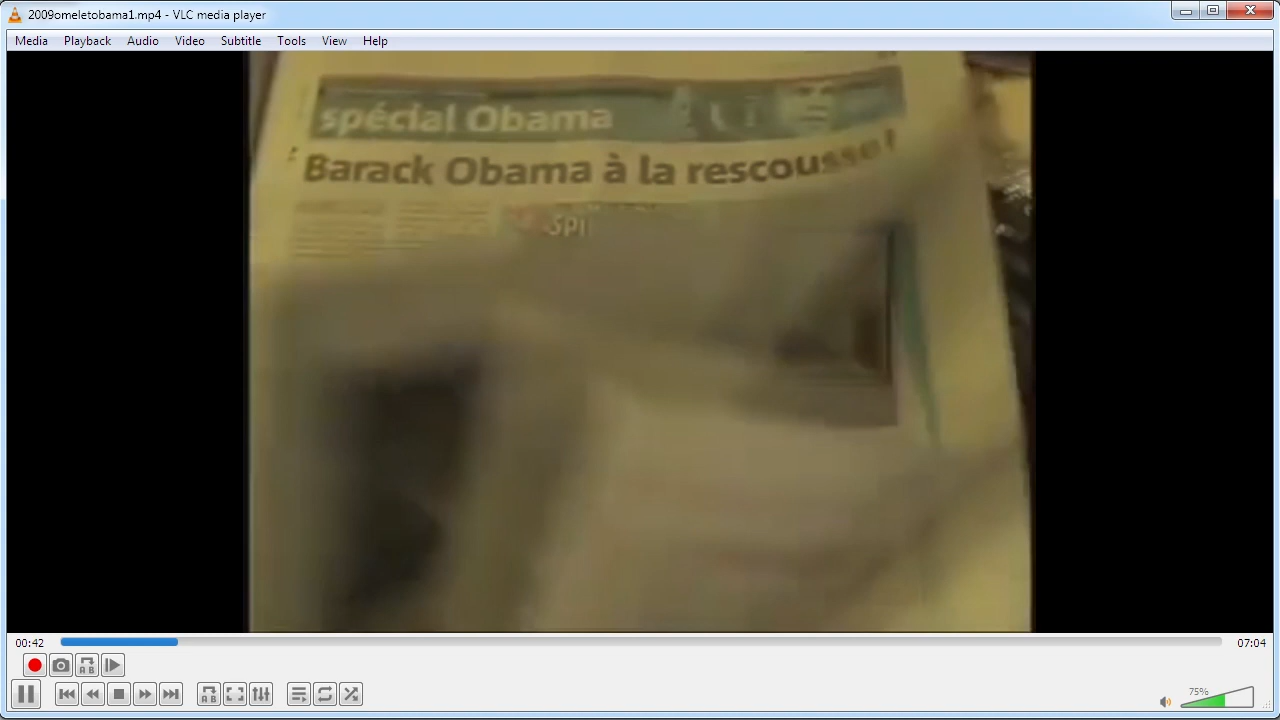 2009omeletobama1.mp4 - VLC media player
Media Playback Audio Video Subtitle Tools View Help
spécial Obama
Barack Obama à la rescousse!
SPI
00:42
07:04
A B
A B
75%